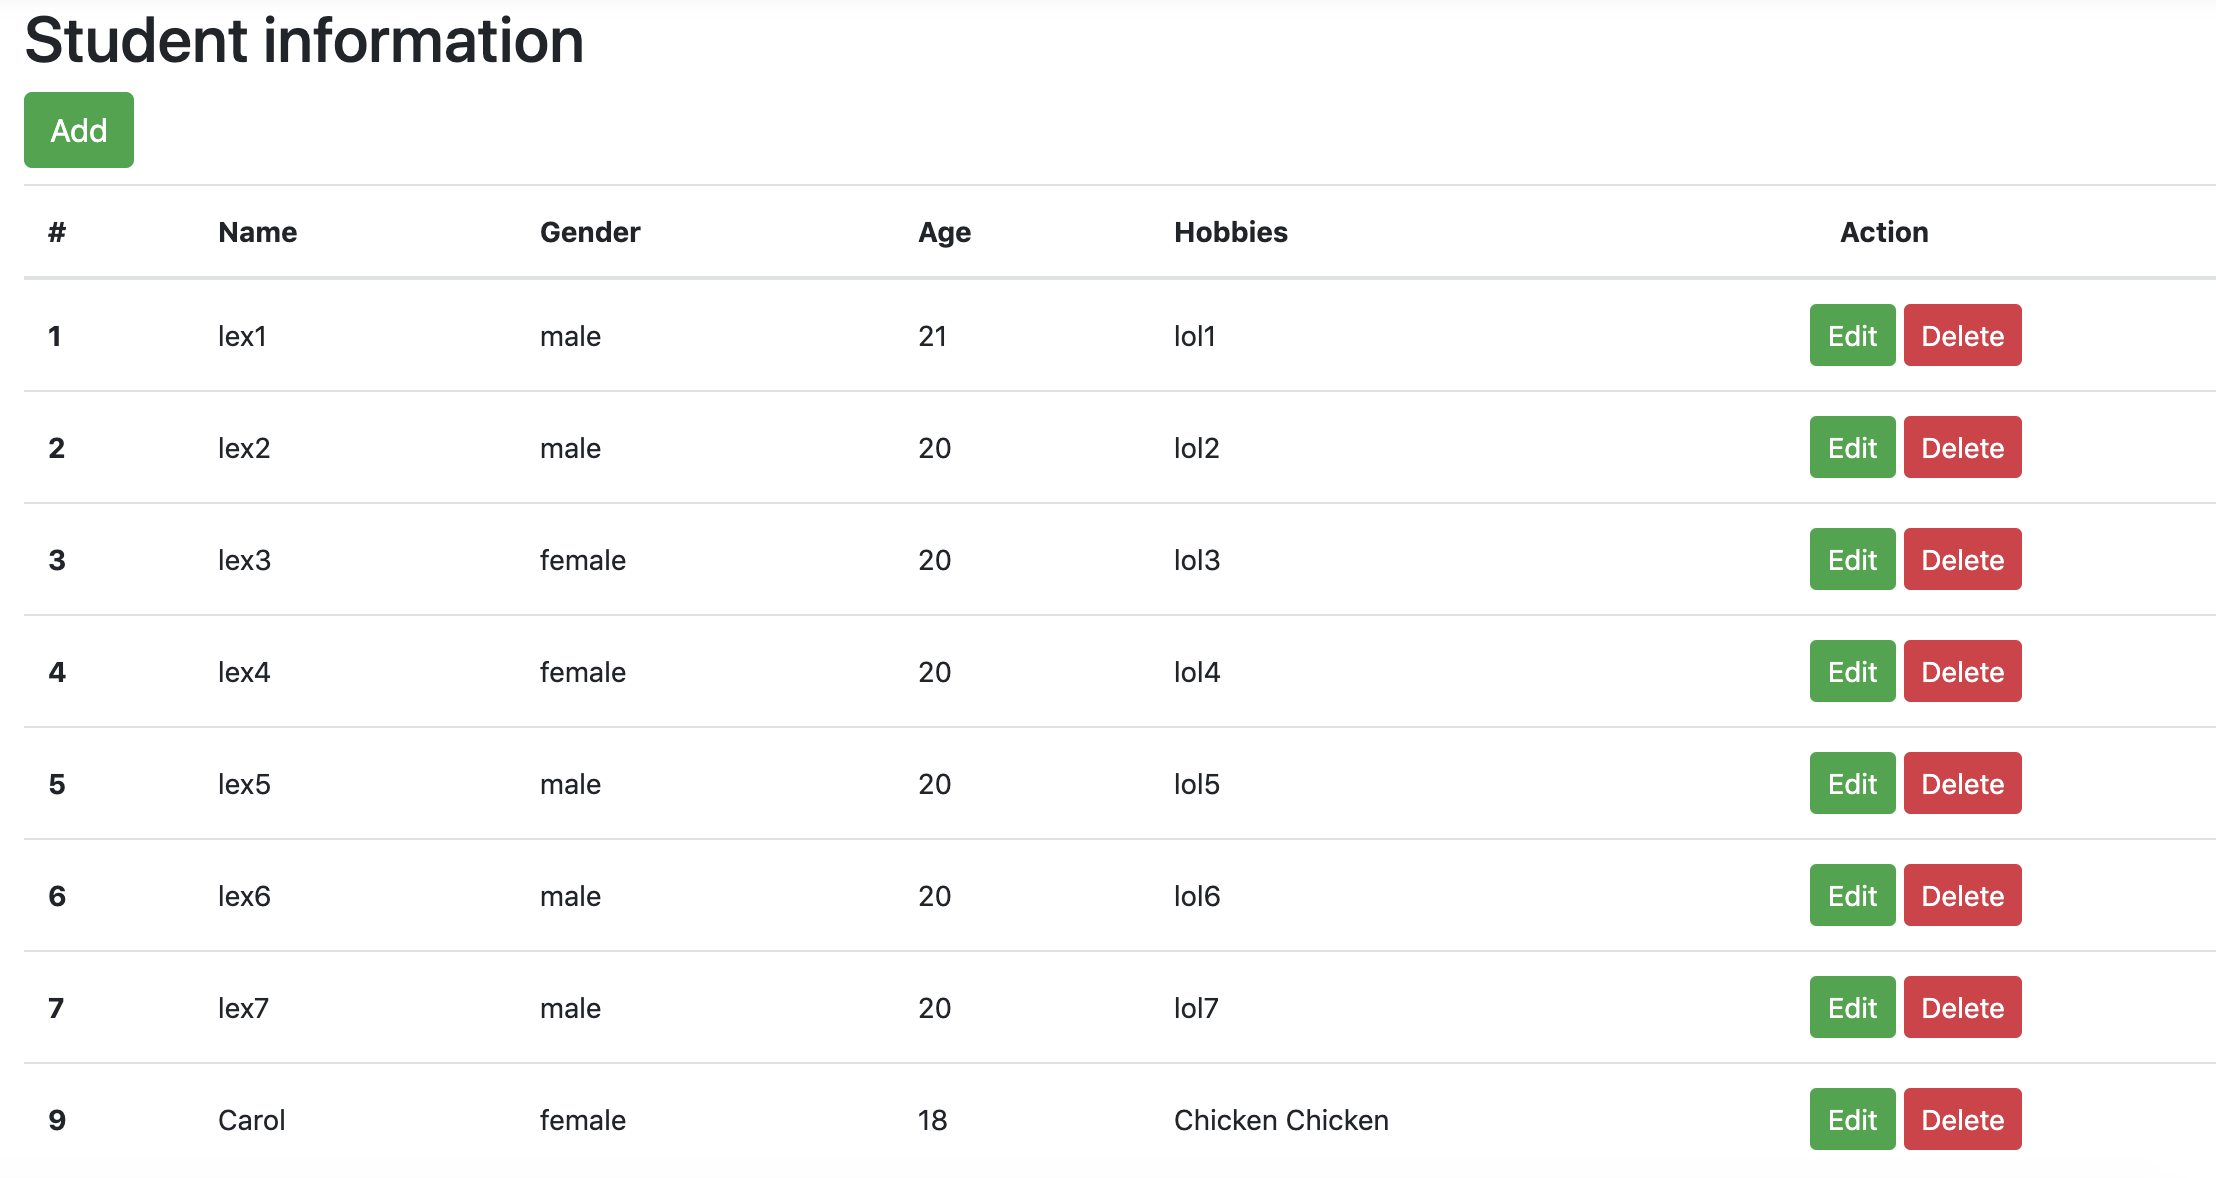 Student information
Add
# Name Gender Age Hobbies Action
1 lex1 male 21 lol1 Edit Delete
2 lex2 male 20 lol2 Edit Delete
3 lex3 female 20 lol3 Edit Delete
4 lex4 female 20 lol4 Edit Delete
5 lex5 male 20 lol5 Edit Delete
6 lex6 male 20 lol6 Edit Delete
7 lex7 male 20 lol7 Edit Delete
9 Carol female 18 Chicken Chicken Edit Delete